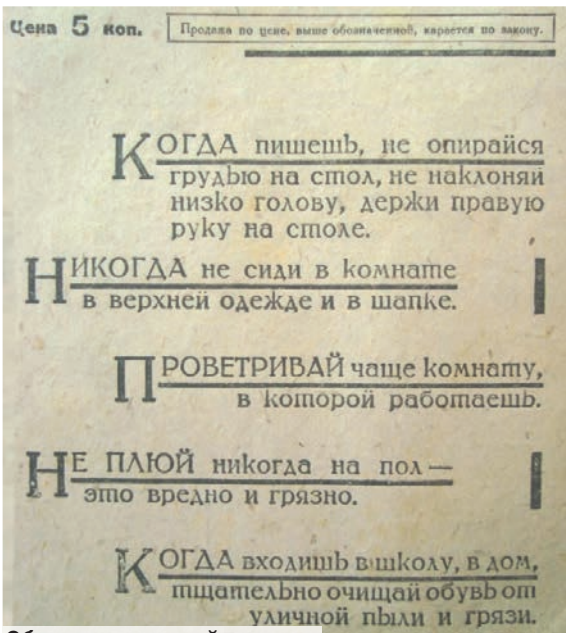 Цена 5 коп.
Продажа по цене, выше обозначенной, карается по закону.
КОГДА пишешь, не опирайся
грудью на стол, не наклоняй
низко голову, держи правую
руку на столе.
НИКОГДА не сиди в комнате
в верхней одежде и в шапке.
ПРОВЕТРИВАЙ чаще комнату,
в которой работаешь.
НЕ ПЛЮЙ никогда на пол —
это вредно и грязно.
КОГДА входишь в школу, в дом,
тщательно очищай обувь от
уличной пыли и грязи.